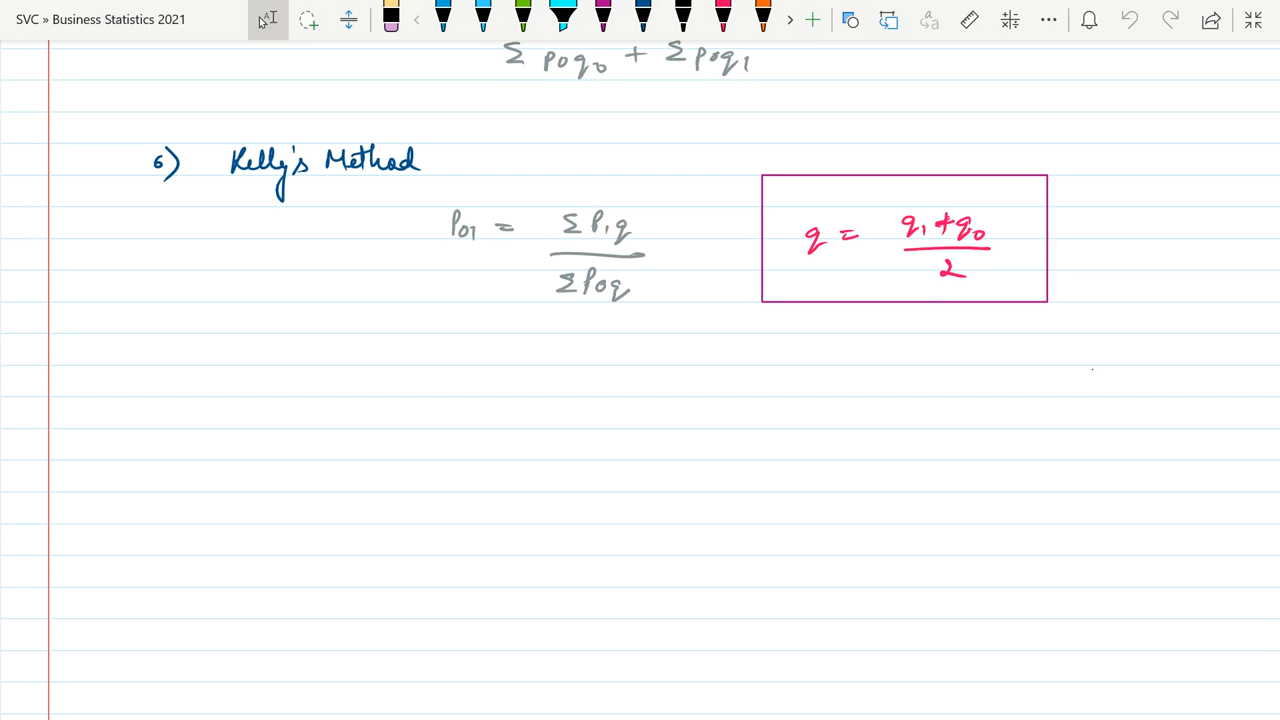 SVC » Business Statistics 2021
Σ p0q0 + Σ p0q1
6) Kelly's Method
P01 = Σ P1q / Σ P0q
q = q1 + q0 / 2